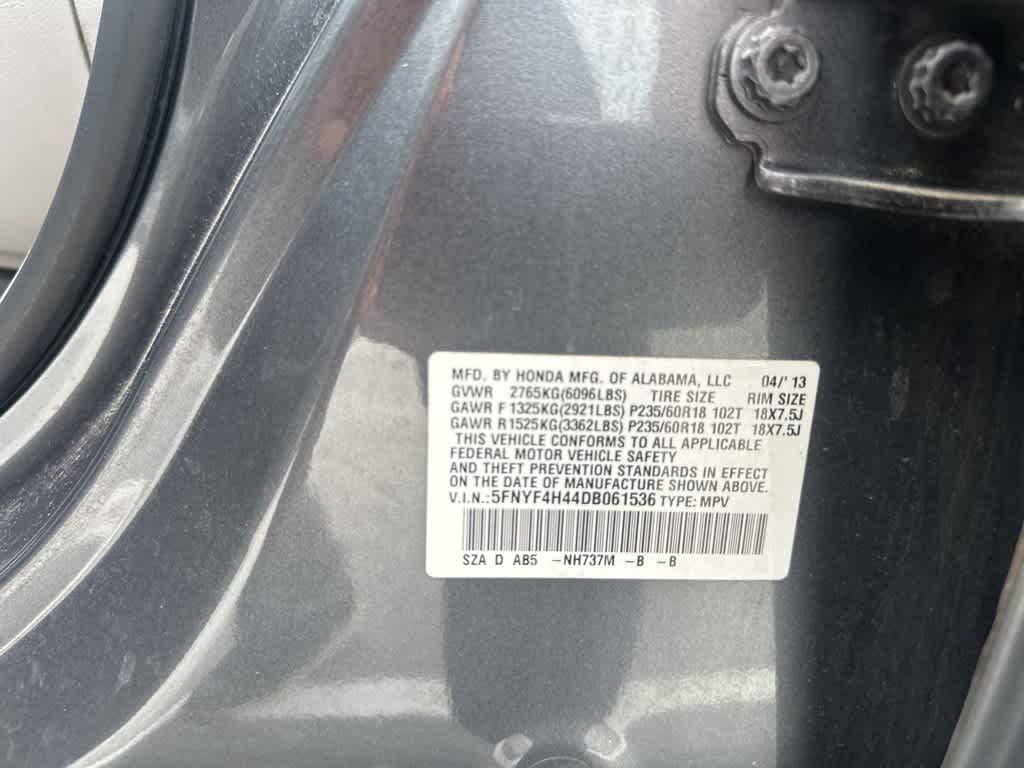 MFD. BY HONDA MFG. OF ALABAMA, LLC 04/' 13
GVWR 2765KG(6096LBS) TIRE SIZE RIM SIZE
GAWR F1325KG(2921LBS) P235/60R18 102T 18X7.5J
GAWR R1525KG(3362LBS) P235/60R18 102T 18X7.5J
THIS VEHICLE CONFORMS TO ALL APPLICABLE
FEDERAL MOTOR VEHICLE SAFETY
AND THEFT PREVENTION STANDARDS IN EFFECT
ON THE DATE OF MANUFACTURE SHOWN ABOVE.
V.I.N.:5FNYF4H44DB061536 TYPE: MPV
SZA D AB5 –NH737M –B –B